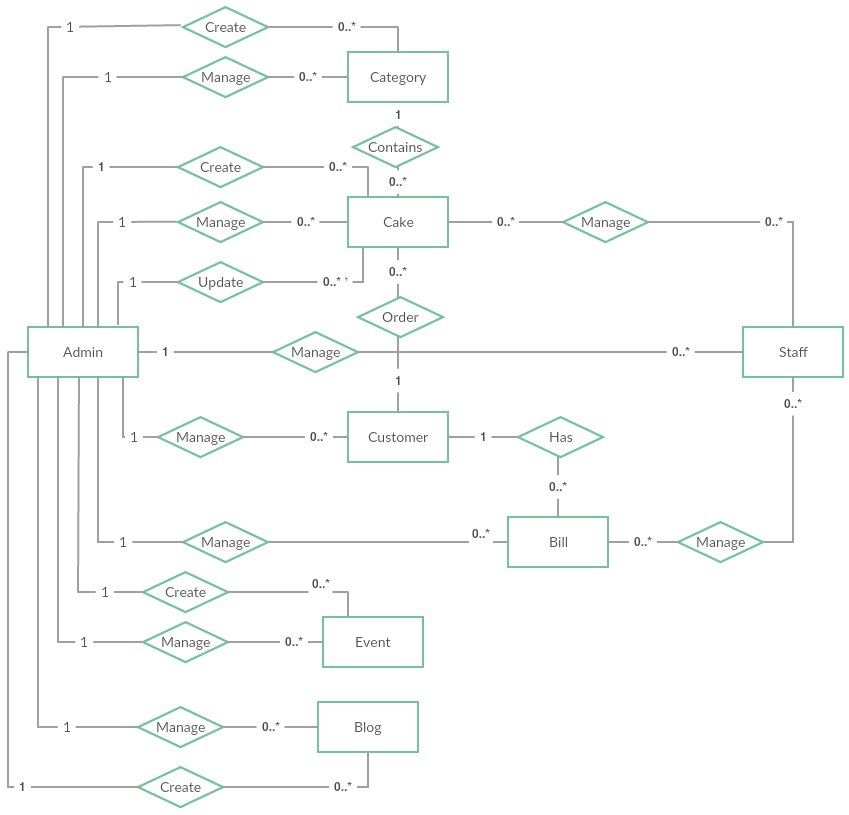 1 Create 0..*
1 Manage 0..* Category
1
Contains
1 Create 0..* 0..*
1 Manage 0..* Cake 0..* Manage 0..*
0..*
1 Update 0..*
Order
Admin 1 Manage 0..* Staff
1
0..*
1 Manage 0..* Customer 1 Has
0..*
0..*
1 Manage Bill 0..* Manage
0..*
1 Create
1 Manage 0..* Event
1 Manage 0..* Blog
1 Create 0..*